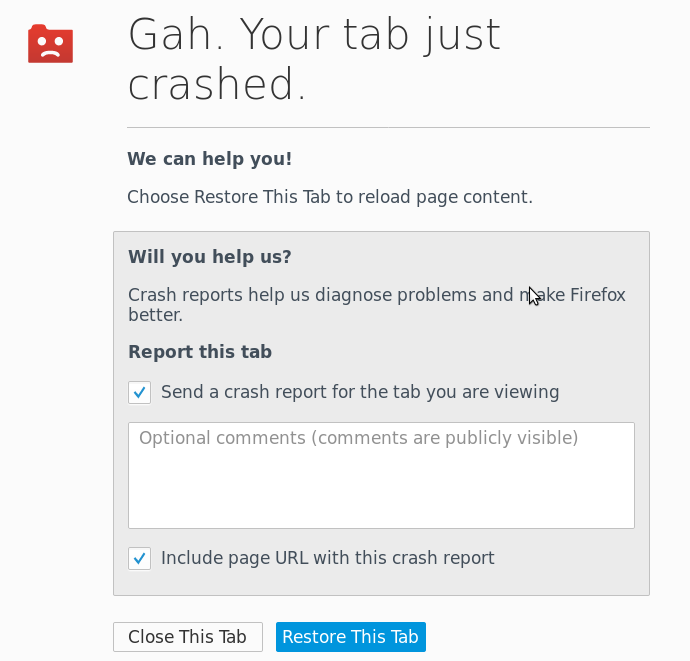 Gah. Your tab just
crashed.
We can help you!
Choose Restore This Tab to reload page content.
Will you help us?
Crash reports help us diagnose problems and make Firefox
better.
Report this tab
Send a crash report for the tab you are viewing
Optional comments (comments are publicly visible)
Include page URL with this crash report
Close This Tab
Restore This Tab